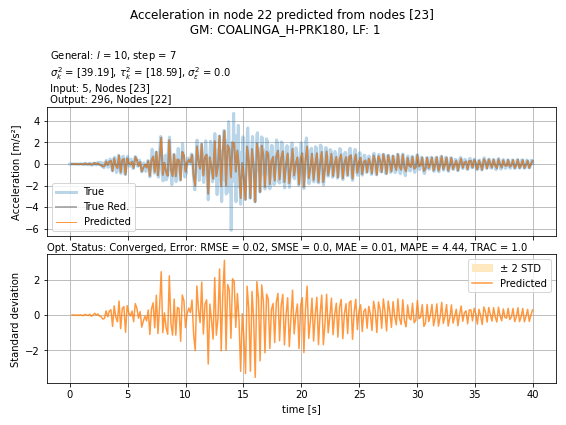 Acceleration in node 22 predicted from nodes [23]
GM: COALINGA_H-PRK180, LF: 1
General: l = 10, step = 7
σ²ₖ = [39.19], τ²ₖ = [18.59], σ²ε = 0.0
Input: 5, Nodes [23]
Output: 296, Nodes [22]
Acceleration [m/s²]
4
2
0
−2
−4
−6
True
True Red.
Predicted
Opt. Status: Converged, Error: RMSE = 0.02, SMSE = 0.0, MAE = 0.01, MAPE = 4.44, TRAC = 1.0
Standard deviation
2
0
−2
± 2 STD
Predicted
0 5 10 15 20 25 30 35 40
time [s]